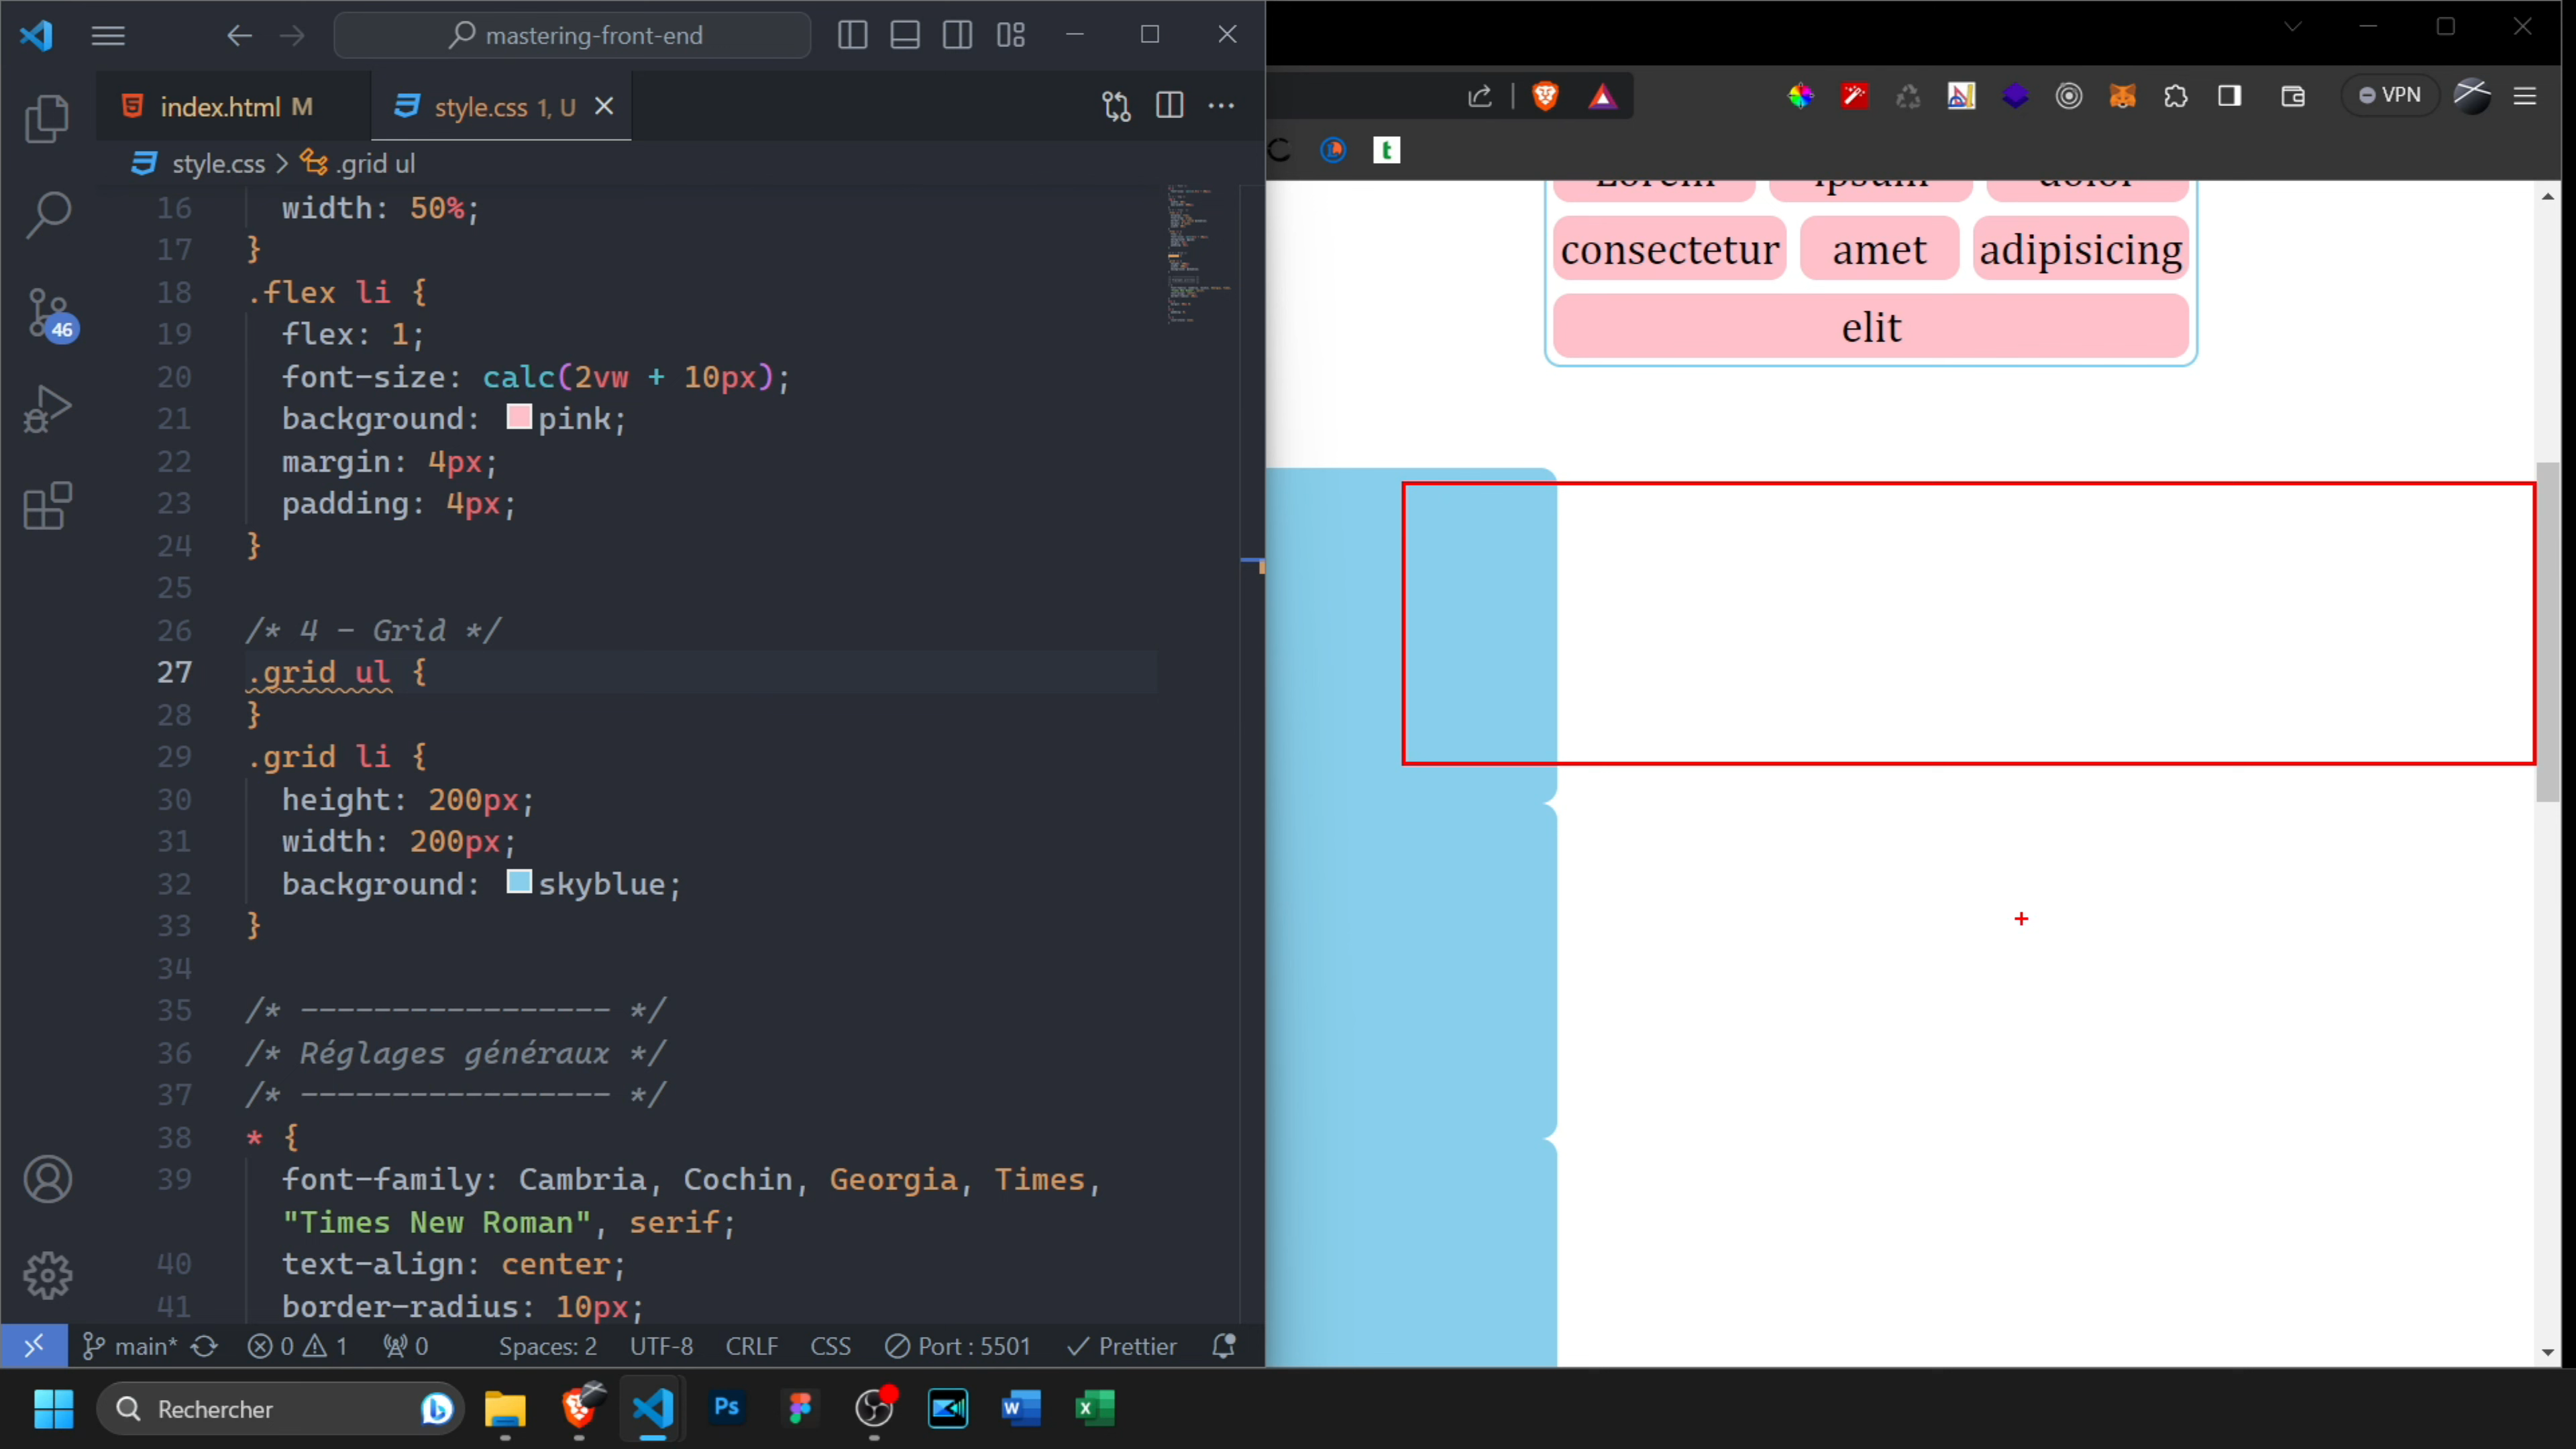 mastering-front-end
index.html M
style.css 1, U
style.css > .grid ul
16 width: 50%;
17 }
18 .flex li {
19 flex: 1;
20 font-size: calc(2vw + 10px);
21 background: pink;
22 margin: 4px;
23 padding: 4px;
24 }
25
26 /* 4 - Grid */
27 .grid ul {
28 }
29 .grid li {
30 height: 200px;
31 width: 200px;
32 background: skyblue;
33 }
34
35 /* ----------------- */
36 /* Réglages généraux */
37 /* ----------------- */
38 * {
39 font-family: Cambria, Cochin, Georgia, Times,
"Times New Roman", serif;
40 text-align: center;
41 border-radius: 10px;
46
main* 0 1 0 Spaces: 2 UTF-8 CRLF CSS Port : 5501 Prettier
VPN
t
Lorem ipsum dolor
consectetur amet adipisicing
elit
Rechercher
b
Ps
W
X